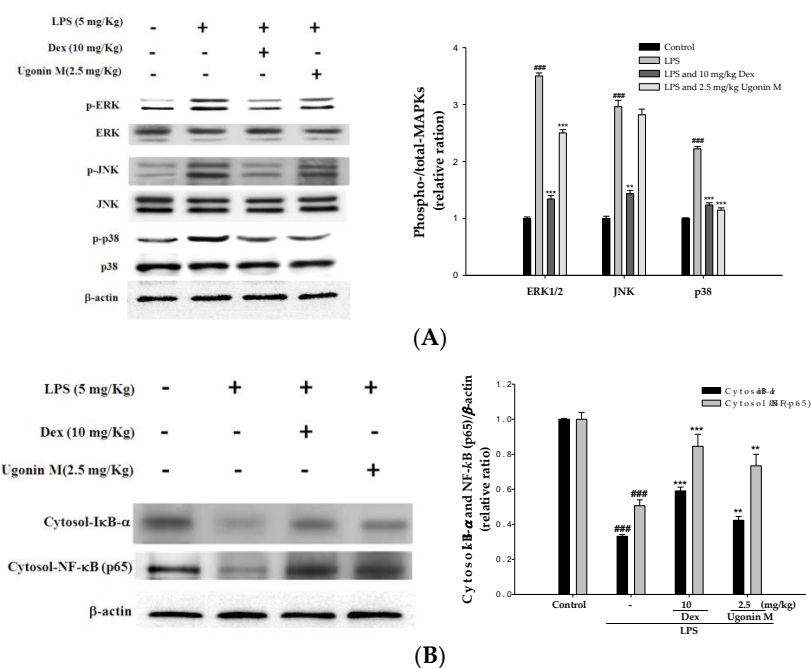 LPS (5 mg/Kg) - + + +
Dex (10 mg/Kg) - - + -
Ugonin M(2.5 mg/Kg) - - - +
p-ERK
ERK
p-JNK
JNK
p-p38
p38
β-actin
Phospho-/total-MAPKs
(relative ration)
4
3
2
1
0
Control
LPS
LPS and 10 mg/kg Dex
LPS and 2.5 mg/kg Ugonin M
### *** ***
### **
### *** ***
ERK1/2 JNK p38
(A)
LPS (5 mg/Kg) - + + +
Dex (10 mg/Kg) - - + -
Ugonin M(2.5 mg/Kg) - - - +
Cytosol-IκB-α
Cytosol-NF-κB (p65)
β-actin
(relative ratio)
1.2
1.0
0.8
0.6
0.4
0.2
0.0
### ###
*** ***
** **
Control - 10 2.5 (mg/kg)
Dex Ugonin M
LPS
(B)